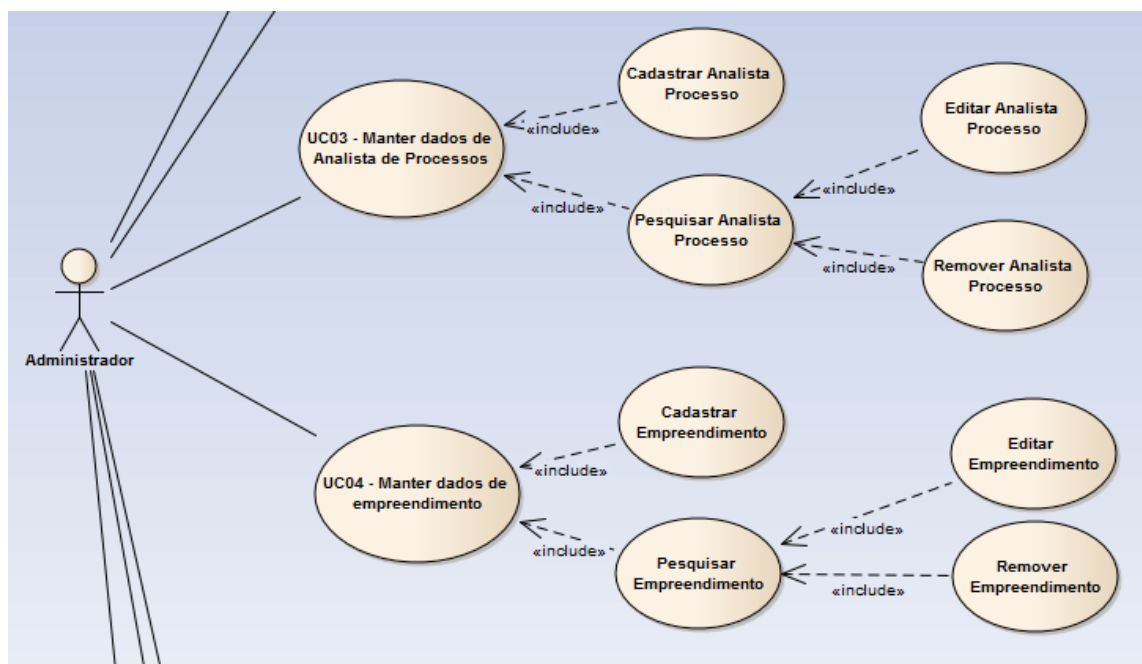 Cadastrar Analista
Processo
Editar Analista
Processo
UC03 - Manter dados de
Analista de Processos
«include»
«include»
«include»
Pesquisar Analista
Processo
«include»
Remover Analista
Processo
Administrador
Cadastrar
Empreendimento
Editar
Empreendimento
UC04 - Manter dados de
empreendimento
«include»
«include»
«include»
Pesquisar
Empreendimento
«include»
Remover
Empreendimento